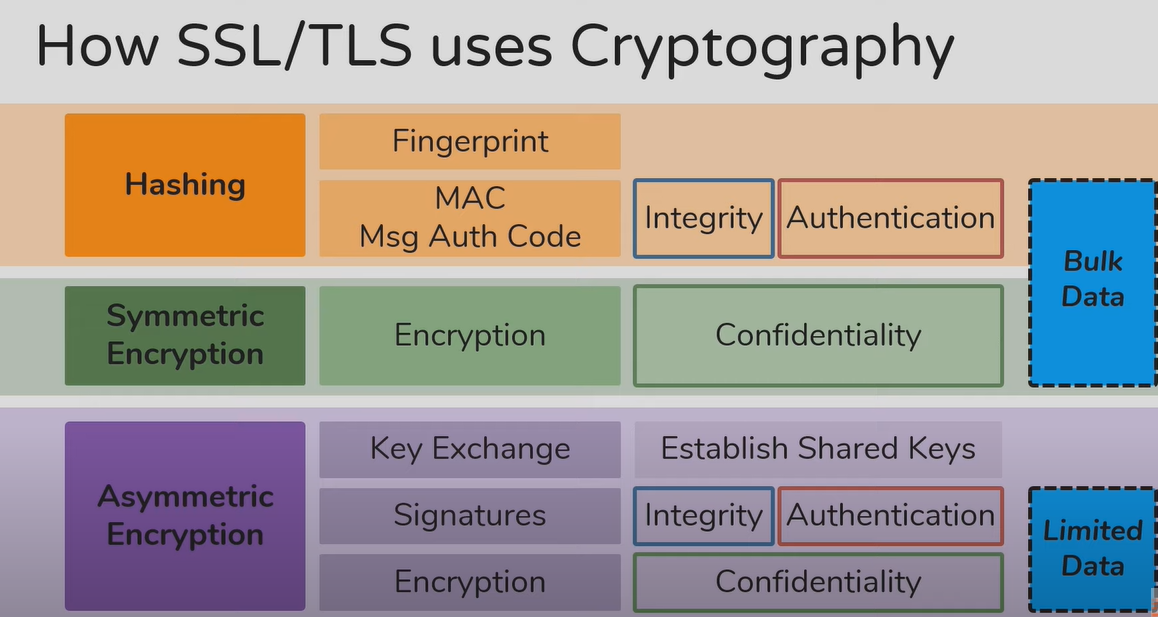 How SSL/TLS uses Cryptography
Hashing
Fingerprint
MAC
Msg Auth Code
Integrity
Authentication
Bulk
Data
Symmetric
Encryption
Encryption
Confidentiality
Asymmetric
Encryption
Key Exchange
Establish Shared Keys
Signatures
Integrity
Authentication
Encryption
Confidentiality
Limited
Data